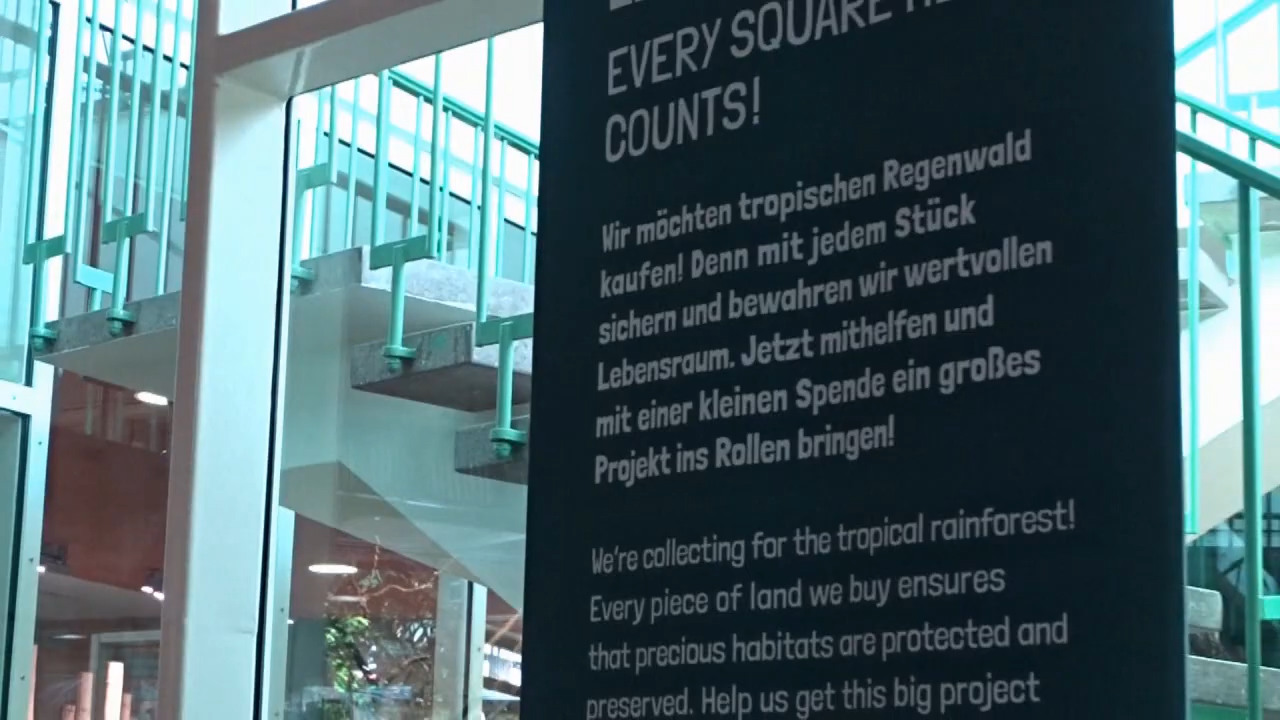 EVERY SQUARE
COUNTS!
Wir möchten tropischen Regenwald
kaufen! Denn mit jedem Stück
sichern und bewahren wir wertvollen
Lebensraum. Jetzt mithelfen und
mit einer kleinen Spende ein großes
Projekt ins Rollen bringen!
We're collecting for the tropical rainforest!
Every piece of land we buy ensures
that precious habitats are protected and
preserved. Help us get this big project